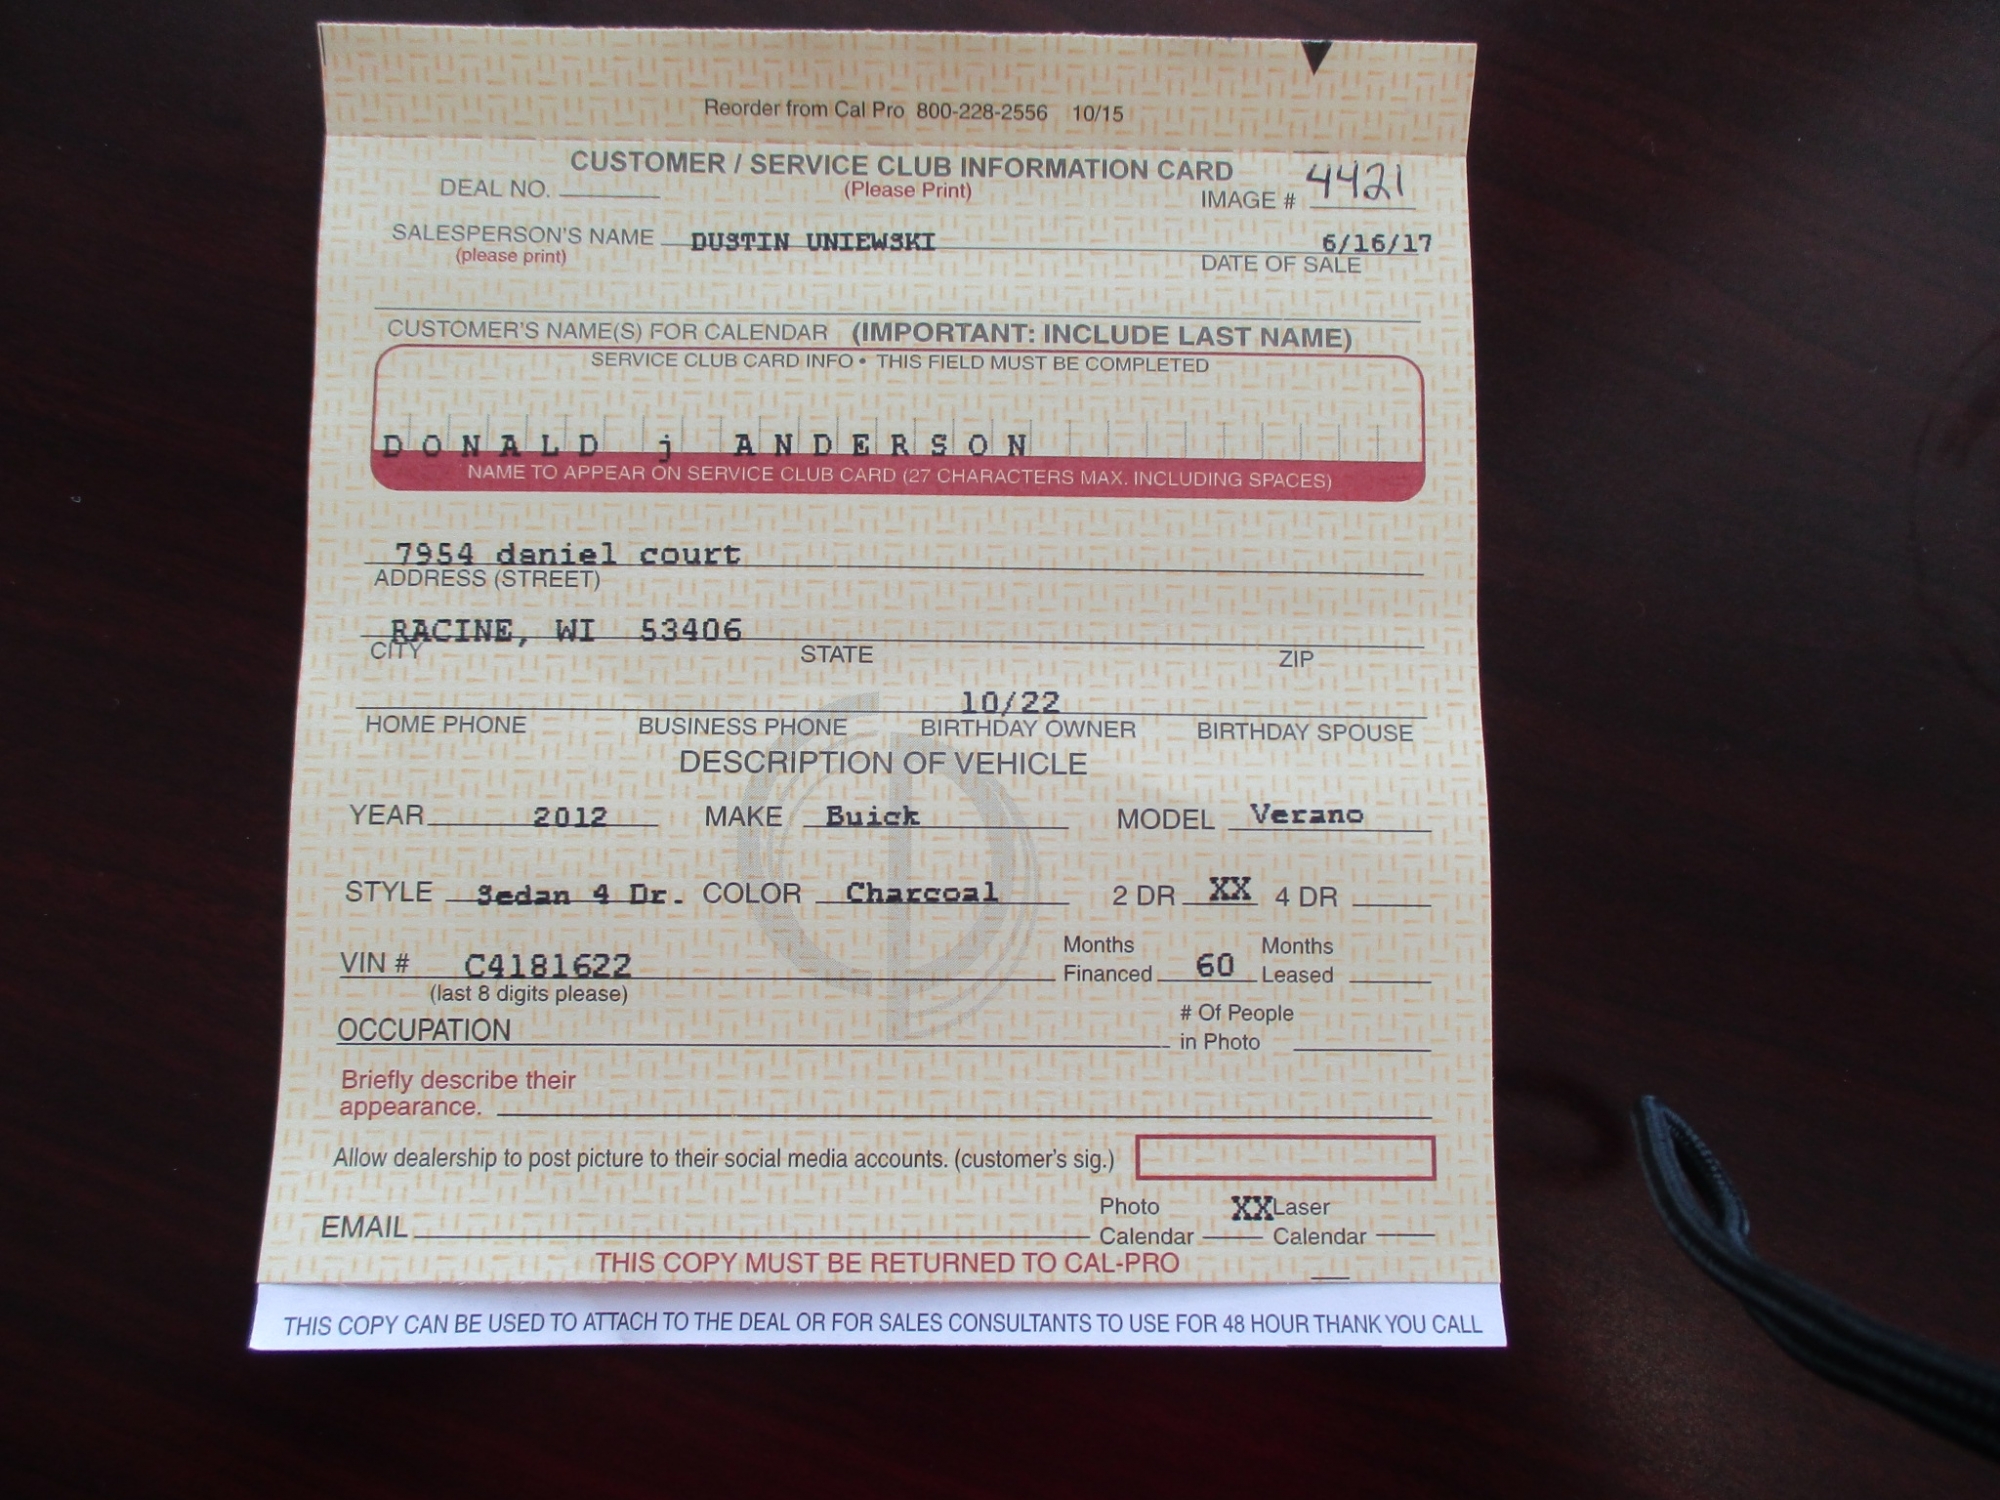 Reorder from Cal Pro 800-228-2556 10/15
CUSTOMER / SERVICE CLUB INFORMATION CARD
DEAL NO. (Please Print) IMAGE # 4421
SALESPERSON'S NAME DUSTIN UNIEWSKI 6/16/17
(please print) DATE OF SALE
CUSTOMER'S NAME(S) FOR CALENDAR (IMPORTANT: INCLUDE LAST NAME)
SERVICE CLUB CARD INFO • THIS FIELD MUST BE COMPLETED
DONALD j ANDERSON
NAME TO APPEAR ON SERVICE CLUB CARD (27 CHARACTERS MAX. INCLUDING SPACES)
7954 daniel court
ADDRESS (STREET)
RACINE, WI 53406
CITY STATE ZIP
10/22
HOME PHONE BUSINESS PHONE BIRTHDAY OWNER BIRTHDAY SPOUSE
DESCRIPTION OF VEHICLE
YEAR 2012 MAKE Buick MODEL Verano
STYLE Sedan 4 Dr. COLOR Charcoal 2 DR XX 4 DR
VIN # C4181622 Months Financed 60 Months Leased
(last 8 digits please)
OCCUPATION # Of People in Photo
Briefly describe their
appearance.
Allow dealership to post picture to their social media accounts. (customer's sig.)
EMAIL Photo Calendar XX Laser Calendar
THIS COPY MUST BE RETURNED TO CAL-PRO
THIS COPY CAN BE USED TO ATTACH TO THE DEAL OR FOR SALES CONSULTANTS TO USE FOR 48 HOUR THANK YOU CALL